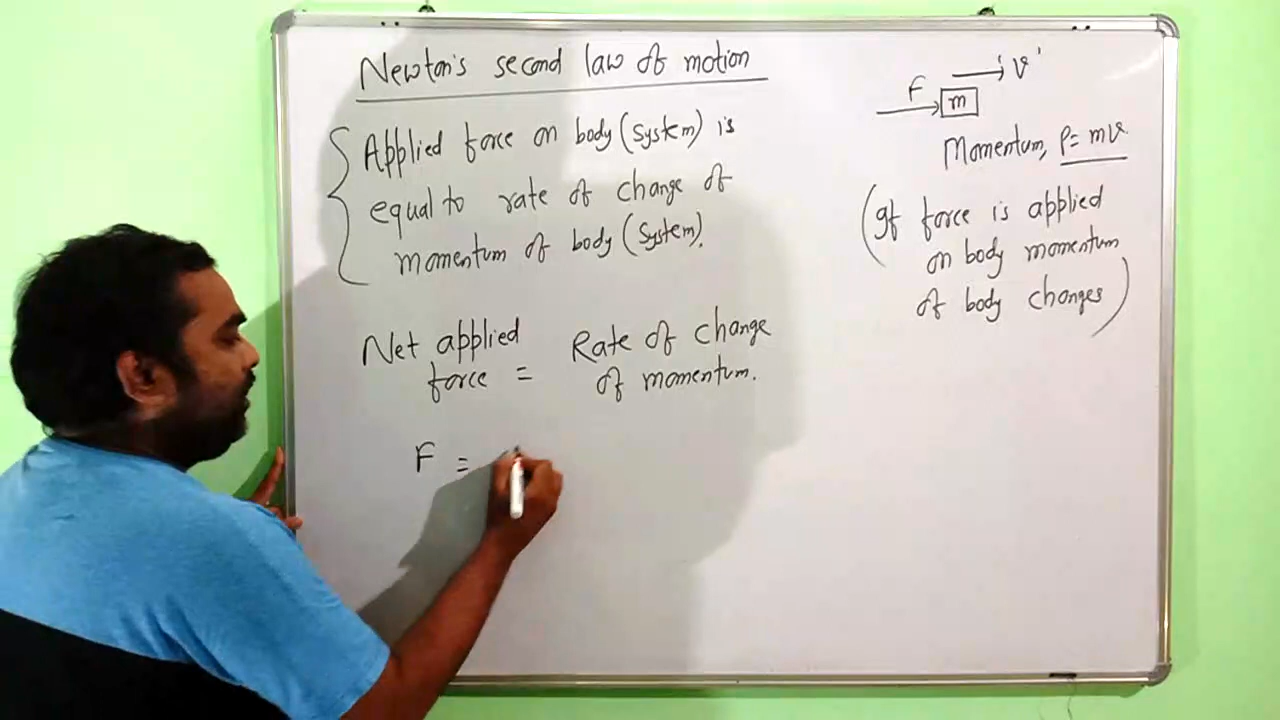 Newton's second law of motion
Applied force on body (system) is
equal to rate of change of
momentum of body (system).
Net applied
force = 
Rate of change
of momentum.
F =
v
F
m
Momentum, p = mv
(If force is applied
on body momentum
of body changes)